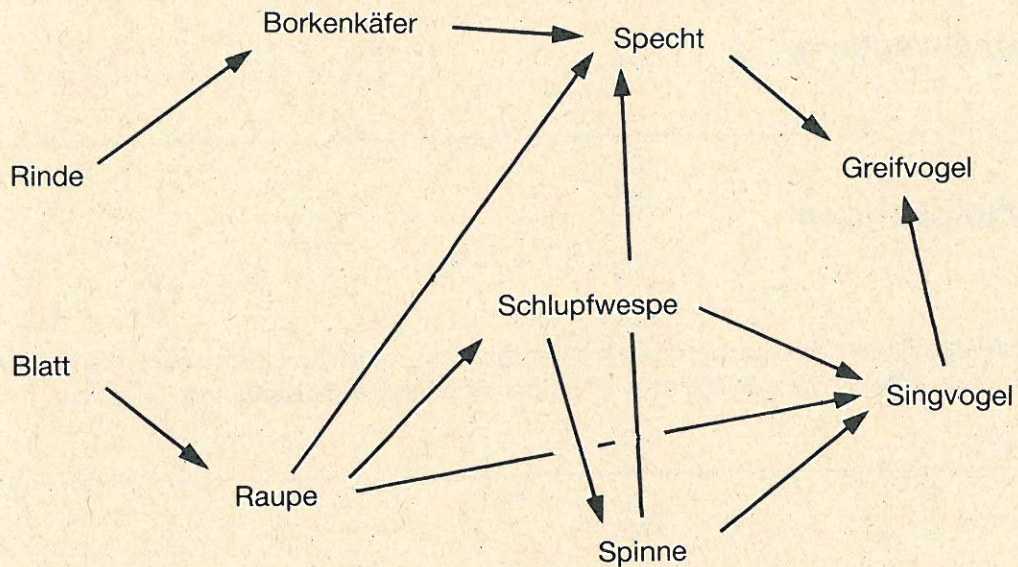 Borkenkäfer
Specht
Rinde
Greifvogel
Schlupfwespe
Blatt
Singvogel
Raupe
Spinne